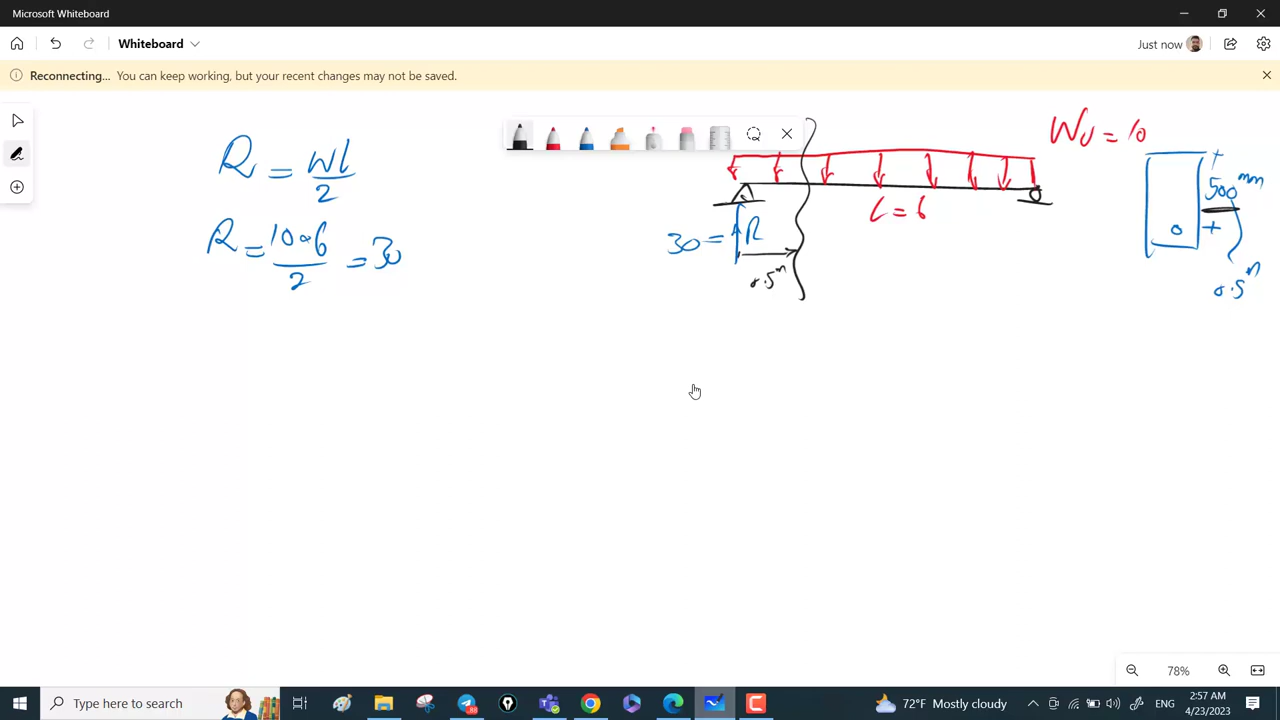 Microsoft Whiteboard
Whiteboard
Just now
Reconnecting... You can keep working, but your recent changes may not be saved.
R = Wl/2
R = 10*6/2 = 30
Wu = 10
L = 6
30 = R
0.5m
500 mm
0.5m
78%
Type here to search
72°F Mostly cloudy
ENG
2:57 AM
4/23/2023